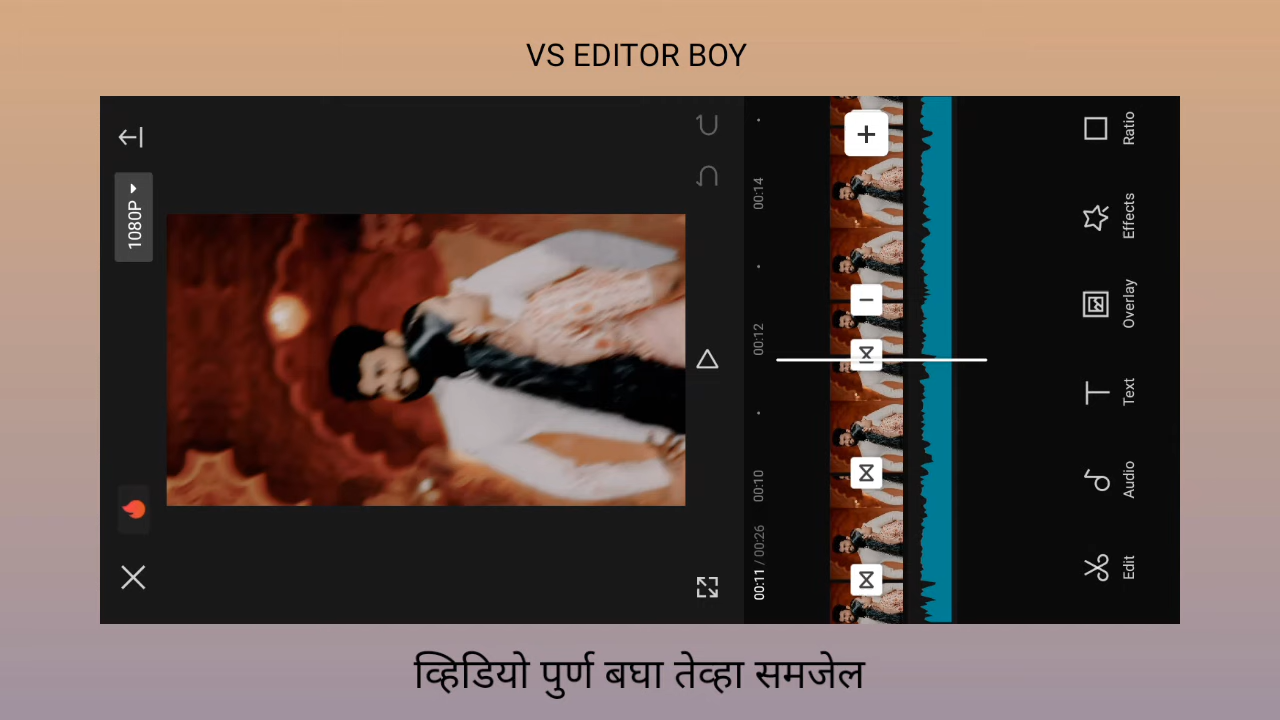 VS EDITOR BOY
1080P
00:11 / 00:26
00:10
00:12
00:14
Edit
Audio
Text
Overlay
Effects
Ratio
व्हिडियो पुर्ण बघा तेव्हा समजेल